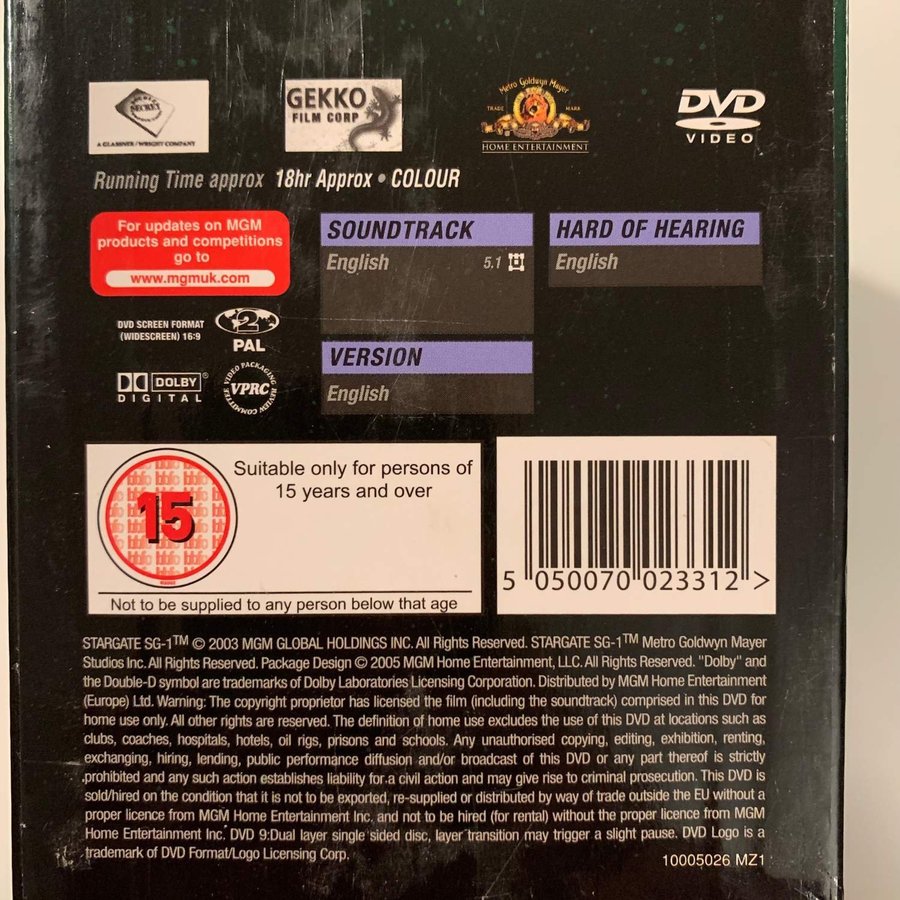 SECRET
A GLASSNER / WRIGHT COMPANY
GEKKO
FILM CORP
Metro Goldwyn Mayer
TRADE MARK
HOME ENTERTAINMENT
DVD
VIDEO
Running Time approx 18hr Approx • COLOUR
For updates on MGM
products and competitions
go to
www.mgmuk.com
SOUNDTRACK
English 5.1
HARD OF HEARING
English
DVD SCREEN FORMAT
(WIDESCREEN) 16:9
2
PAL
VERSION
English
DOLBY®
DIGITAL
VIDEO PACKAGING REVIEW COMMITTEE
VPRC
15
Suitable only for persons of
15 years and over
Not to be supplied to any person below that age
5 050070 023312 >
STARGATE SG-1™ © 2003 MGM GLOBAL HOLDINGS INC. All Rights Reserved. STARGATE SG-1™ Metro Goldwyn Mayer
Studios Inc. All Rights Reserved. Package Design © 2005 MGM Home Entertainment, LLC. All Rights Reserved. "Dolby" and
the Double-D symbol are trademarks of Dolby Laboratories Licensing Corporation. Distributed by MGM Home Entertainment
(Europe) Ltd. Warning: The copyright proprietor has licensed the film (including the soundtrack) comprised in this DVD for
home use only. All other rights are reserved. The definition of home use excludes the use of this DVD at locations such as
clubs, coaches, hospitals, hotels, oil rigs, prisons and schools. Any unauthorised copying, editing, exhibition, renting,
exchanging, hiring, lending, public performance diffusion and/or broadcast of this DVD or any part thereof is strictly
prohibited and any such action establishes liability for a civil action and may give rise to criminal prosecution. This DVD is
sold/hired on the condition that it is not to be exported, re-supplied or distributed by way of trade outside the EU without a
proper licence from MGM Home Entertainment Inc. and not to be hired (for rental) without the proper licence from MGM
Home Entertainment Inc. DVD 9:Dual layer single sided disc, layer transition may trigger a slight pause. DVD Logo is a
trademark of DVD Format/Logo Licensing Corp.
10005026 MZ1